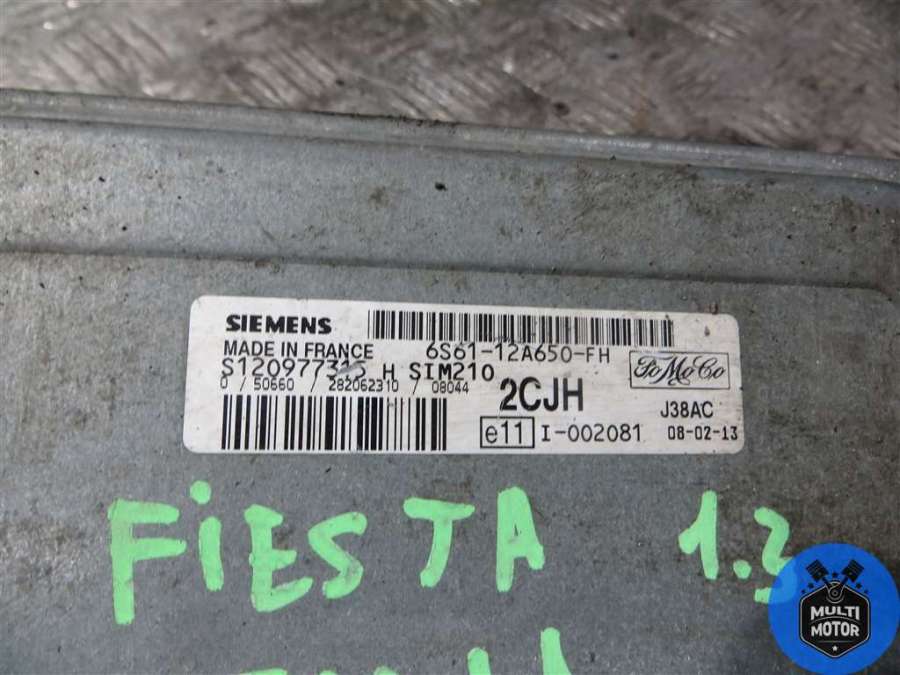 SIEMENS
MADE IN FRANCE 6S61-12A650-FH
S120977313 H SIM210
0 / 50660 / 282062310 / 08044
FoMoCo
2CJH
J38AC
e11 I-002081 08-02-13
FiESTA 1.3
MULTI
MOTOR